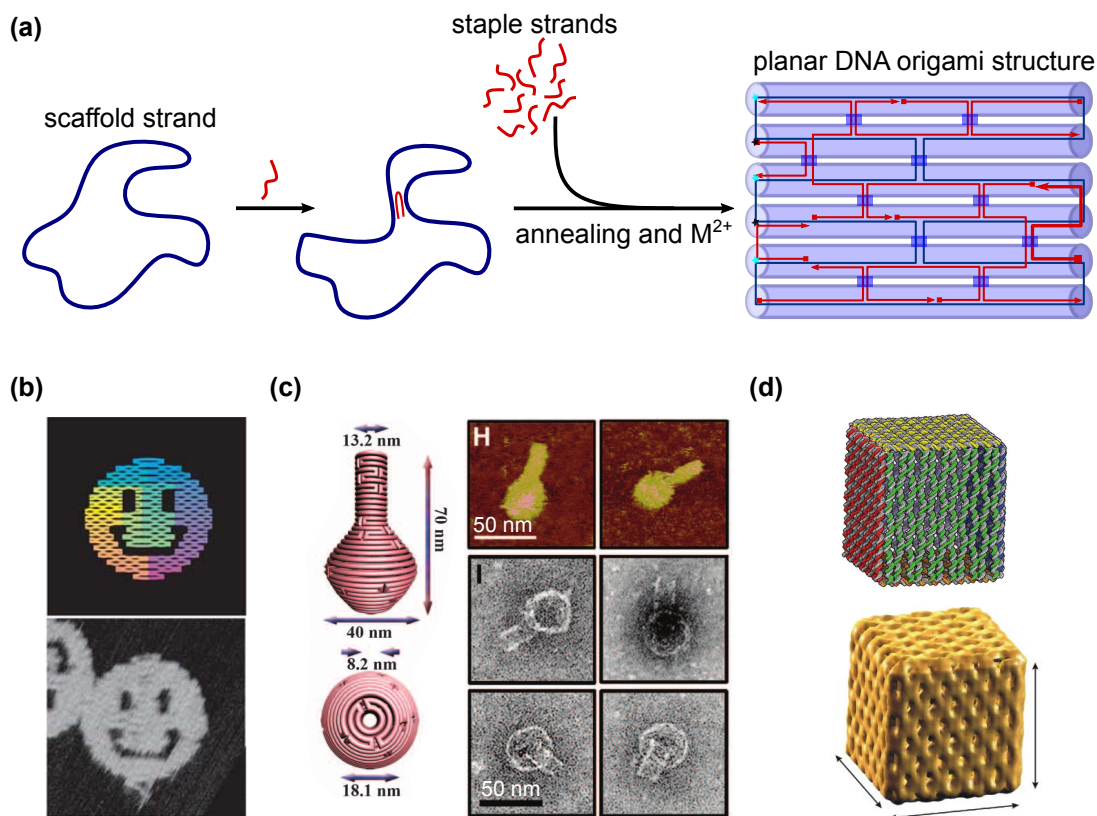 (a)
staple strands
planar DNA origami structure
scaffold strand
annealing and M²⁺
(b)
(c)
(d)
13.2 nm
70 nm
40 nm
8.2 nm
18.1 nm
H
50 nm
I
50 nm